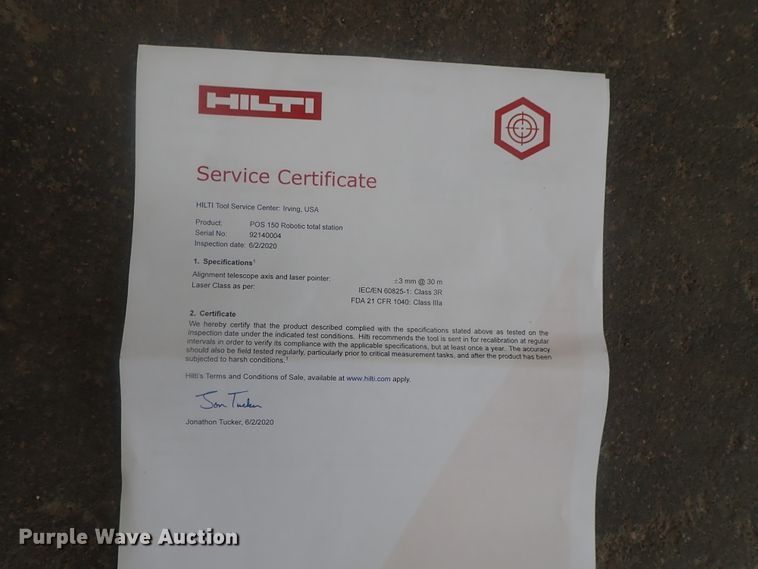 HILTI
Service Certificate
HILTI Tool Service Center: Irving, USA
Product: POS 150 Robotic total station
Serial No: 92140004
Inspection date: 6/2/2020
1. Specifications¹
Alignment telescope axis and laser pointer: ±3 mm @ 30 m
Laser Class as per: IEC/EN 60825-1: Class 3R
FDA 21 CFR 1040: Class IIIa
2. Certificate
We hereby certify that the product described complied with the specifications stated above as tested on the
inspection date under the indicated test conditions. Hilti recommends the tool is sent in for recalibration at regular
intervals in order to verify its compliance with the applicable specifications, but at least once a year. The accuracy
should also be field tested regularly, particularly prior to critical measurement tasks, and after the product has been
subjected to harsh conditions.
Hilti's Terms and Conditions of Sale, available at www.hilti.com apply.
Jon Tucker
Jonathon Tucker, 6/2/2020
Purple Wave Auction